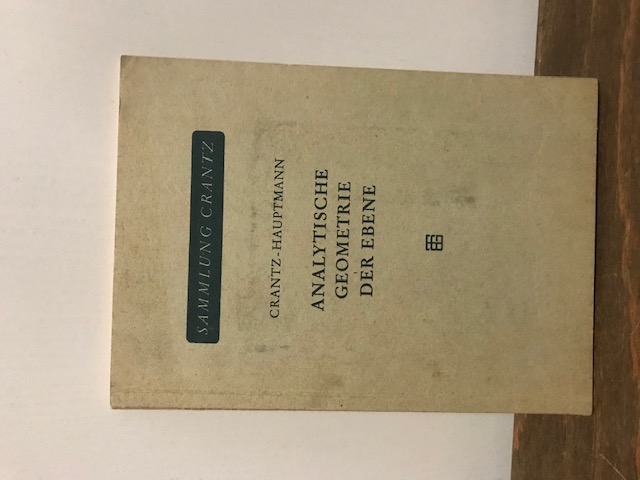 SAMMLUNG CRANTZ
CRANTZ-HAUPTMANN
ANALYTISCHE
GEOMETRIE
DER EBENE